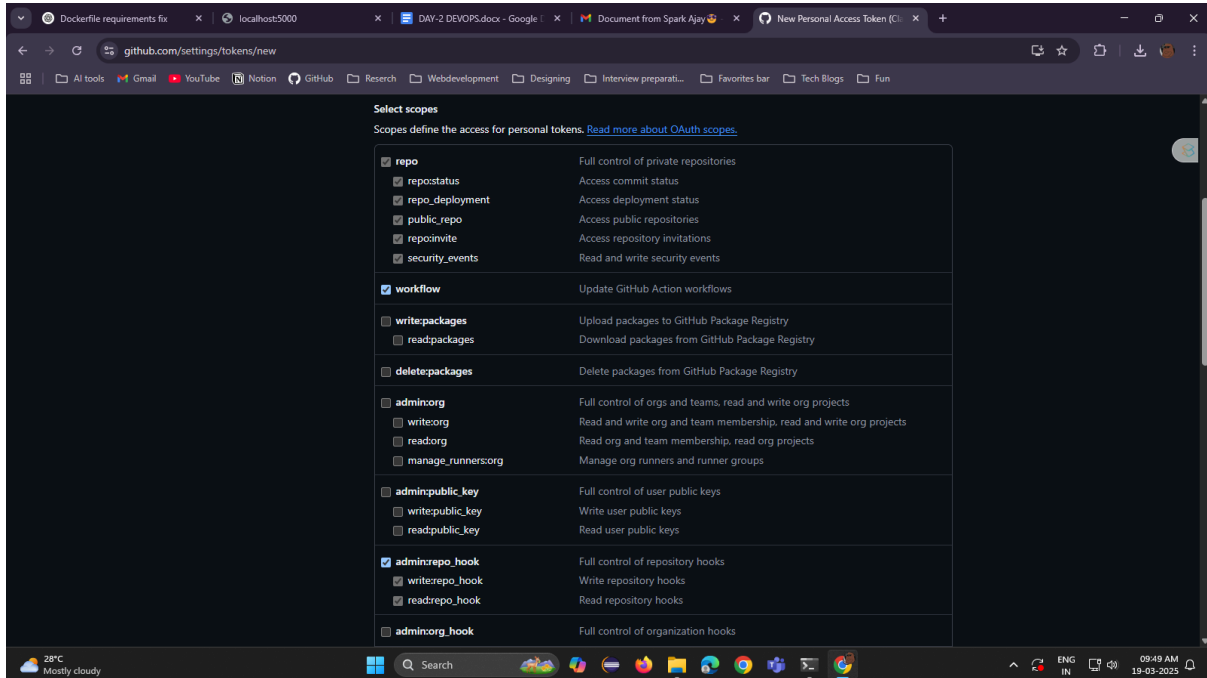 Dockerfile requirements fix
localhost:5000
DAY-2 DEVOPS.docx - Google
Document from Spark Ajay
New Personal Access Token (Cl
github.com/settings/tokens/new
AI tools Gmail YouTube Notion GitHub Reserch Webdevelopment Designing Interview preparati... Favorites bar Tech Blogs Fun
Select scopes
Scopes define the access for personal tokens. Read more about OAuth scopes.
repo Full control of private repositories
repo:status Access commit status
repo_deployment Access deployment status
public_repo Access public repositories
repo:invite Access repository invitations
security_events Read and write security events
workflow Update GitHub Action workflows
write:packages Upload packages to GitHub Package Registry
read:packages Download packages from GitHub Package Registry
delete:packages Delete packages from GitHub Package Registry
admin:org Full control of orgs and teams, read and write org projects
write:org Read and write org and team membership, read and write org projects
read:org Read org and team membership, read org projects
manage_runners:org Manage org runners and runner groups
admin:public_key Full control of user public keys
write:public_key Write user public keys
read:public_key Read user public keys
admin:repo_hook Full control of repository hooks
write:repo_hook Write repository hooks
read:repo_hook Read repository hooks
admin:org_hook Full control of organization hooks
28°C
Mostly cloudy
Search
ENG
IN
09:49 AM
19-03-2025